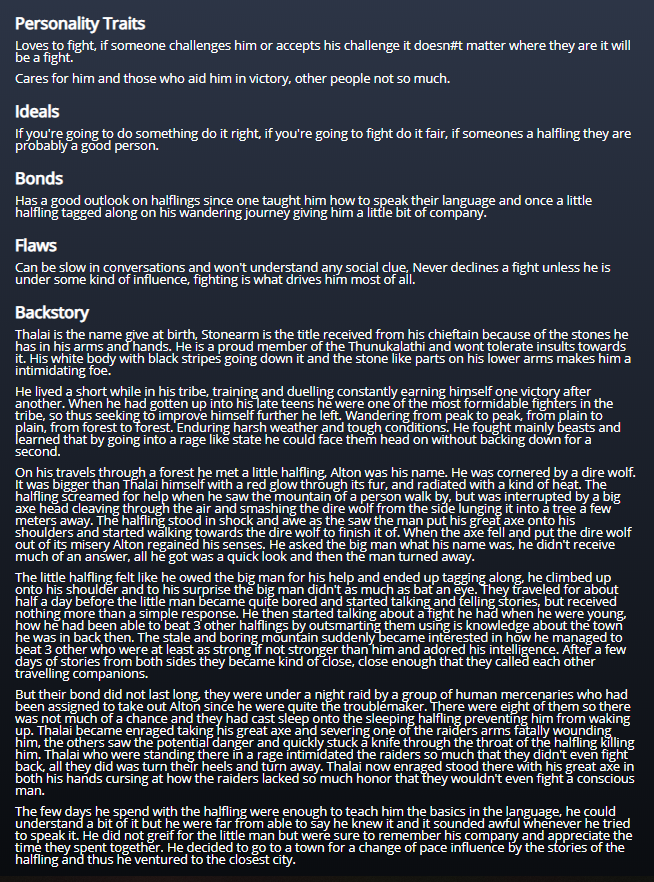 Personality Traits
Loves to fight, if someone challenges him or accepts his challenge it doesn#t matter where they are it will
be a fight.
Cares for him and those who aid him in victory, other people not so much.
Ideals
If you're going to do something do it right, if you're going to fight do it fair, if someones a halfling they are
probably a good person.
Bonds
Has a good outlook on halflings since one taught him how to speak their language and once a little
halfling tagged along on his wandering journey giving him a little bit of company.
Flaws
Can be slow in conversations and won't understand any social clue, Never declines a fight unless he is
under some kind of influence, fighting is what drives him most of all.
Backstory
Thalai is the name give at birth, Stonearm is the title received from his chieftain because of the stones he
has in his arms and hands. He is a proud member of the Thunukalathi and wont tolerate insults towards
it. His white body with black stripes going down it and the stone like parts on his lower arms makes him a
intimidating foe.
He lived a short while in his tribe, training and duelling constantly earning himself one victory after
another. When he had gotten up into his late teens he were one of the most formidable fighters in the
tribe, so thus seeking to improve himself further he left. Wandering from peak to peak, from plain to
plain, from forest to forest. Enduring harsh weather and tough conditions. He fought mainly beasts and
learned that by going into a rage like state he could face them head on without backing down for a
second.
On his travels through a forest he met a little halfling, Alton was his name. He was cornered by a dire wolf.
It was bigger than Thalai himself with a red glow through its fur, and radiated with a kind of heat. The
halfling screamed for help when he saw the mountain of a person walk by, but was interrupted by a big
axe head cleaving through the air and smashing the dire wolf from the side lunging it into a tree a few
meters away. The halfling stood in shock and awe as the saw the man put his great axe onto his
shoulders and started walking towards the dire wolf to finish it of. When the axe fell and put the dire wolf
out of its misery Alton regained his senses. He asked the big man what his name was, he didn't receive
much of an answer, all he got was a quick look and then the man turned away.
The little halfling felt like he owed the big man for his help and ended up tagging along, he climbed up
onto his shoulder and to his surprise the big man didn't as much as bat an eye. They traveled for about
half a day before the little man became quite bored and started talking and telling stories, but received
nothing more than a simple response. He then started talking about a fight he had when he were young,
how he had been able to beat 3 other halflings by outsmarting them using is knowledge about the town
he was in back then. The stale and boring mountain suddenly became interested in how he managed to
beat 3 other who were at least as strong if not stronger than him and adored his intelligence. After a few
days of stories from both sides they became kind of close, close enough that they called each other
travelling companions.
But their bond did not last long, they were under a night raid by a group of human mercenaries who had
been assigned to take out Alton since he were quite the troublemaker. There were eight of them so there
was not much of a chance and they had cast sleep onto the sleeping halfling preventing him from waking
up. Thalai became enraged taking his great axe and severing one of the raiders arms fatally wounding
him, the others saw the potential danger and quickly stuck a knife through the throat of the halfling killing
him. Thalai who were standing there in a rage intimidated the raiders so much that they didn't even fight
back, all they did was turn their heels and turn away. Thalai now enraged stood there with his great axe in
both his hands cursing at how the raiders lacked so much honor that they wouldn't even fight a conscious
man.
The few days he spend with the halfling were enough to teach him the basics in the language, he could
understand a bit of it but he were far from able to say he knew it and it sounded awful whenever he tried
to speak it. He did not greif for the little man but were sure to remember his company and appreciate the
time they spent together. He decided to go to a town for a change of pace influence by the stories of the
halfling and thus he ventured to the closest city.